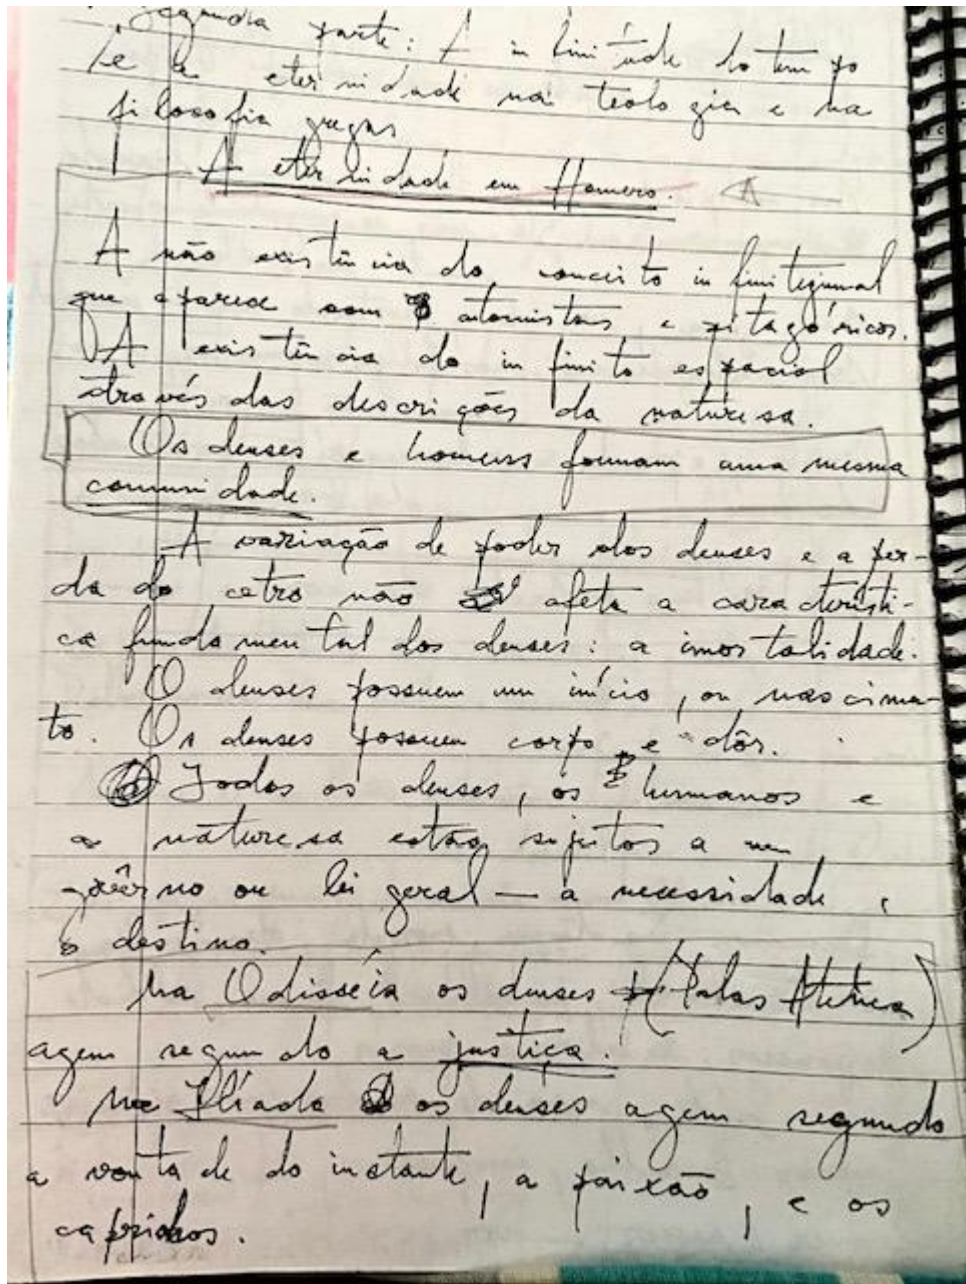 Segunda parte: A infinitude do tempo
e a eternidade na teologia e na
filosofia gregas
A eternidade em Homero.
A não existência do conceito infinitesimal
que aparece com atomistas e pitagóricos.
A existência do infinito espacial
através das descrições da naturesa.
Os deuses e homens formam uma mesma
comunidade.
A variação de poder dos deuses e a per-
da do cetro não afeta a característi-
ca fundamental dos deuses: a imortalidade.
O deuses possuem um início, ou nascimen-
to. Os deuses possuem corpo e dôr.
Todos os deuses, os humanos e
a naturesa estão sujeitos a um
govêrno ou lei geral — a necessidade,
o destino.
Na Odisséia os deuses (Palas Atenea)
agem segundo a justiça.
Na Ilíada os deuses agem segundo
a vontade do instante, a paixão, e os
caprichos.